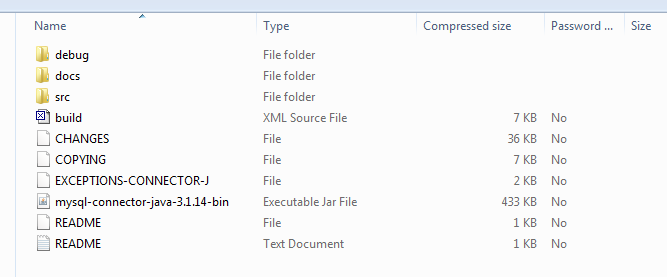 Name Type Compressed size Password ... Size
debug File folder
docs File folder
src File folder
build XML Source File 7 KB No
CHANGES File 36 KB No
COPYING File 7 KB No
EXCEPTIONS-CONNECTOR-J File 2 KB No
mysql-connector-java-3.1.14-bin Executable Jar File 433 KB No
README File 1 KB No
README Text Document 1 KB No